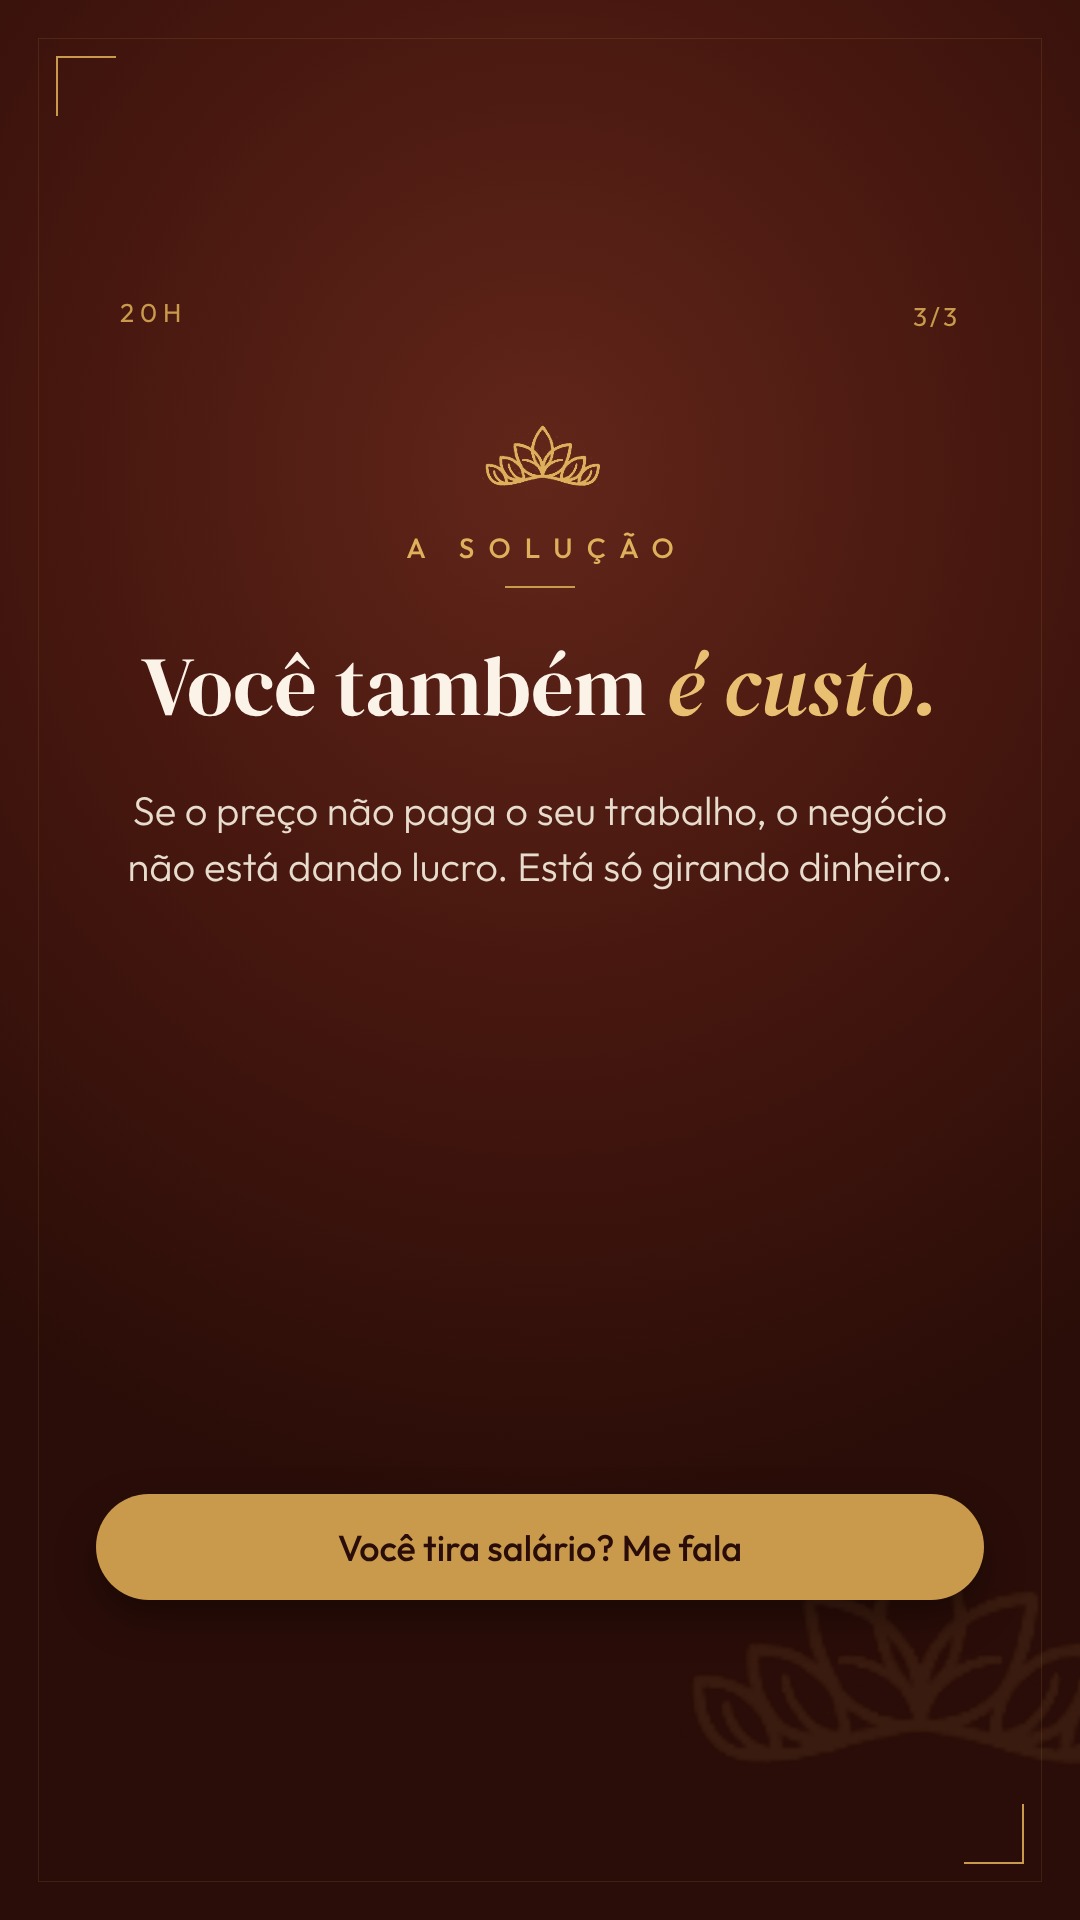 20H
3/3
A SOLUÇÃO
Você também é custo.
Se o preço não paga o seu trabalho, o negócio
não está dando lucro. Está só girando dinheiro.
Você tira salário? Me fala